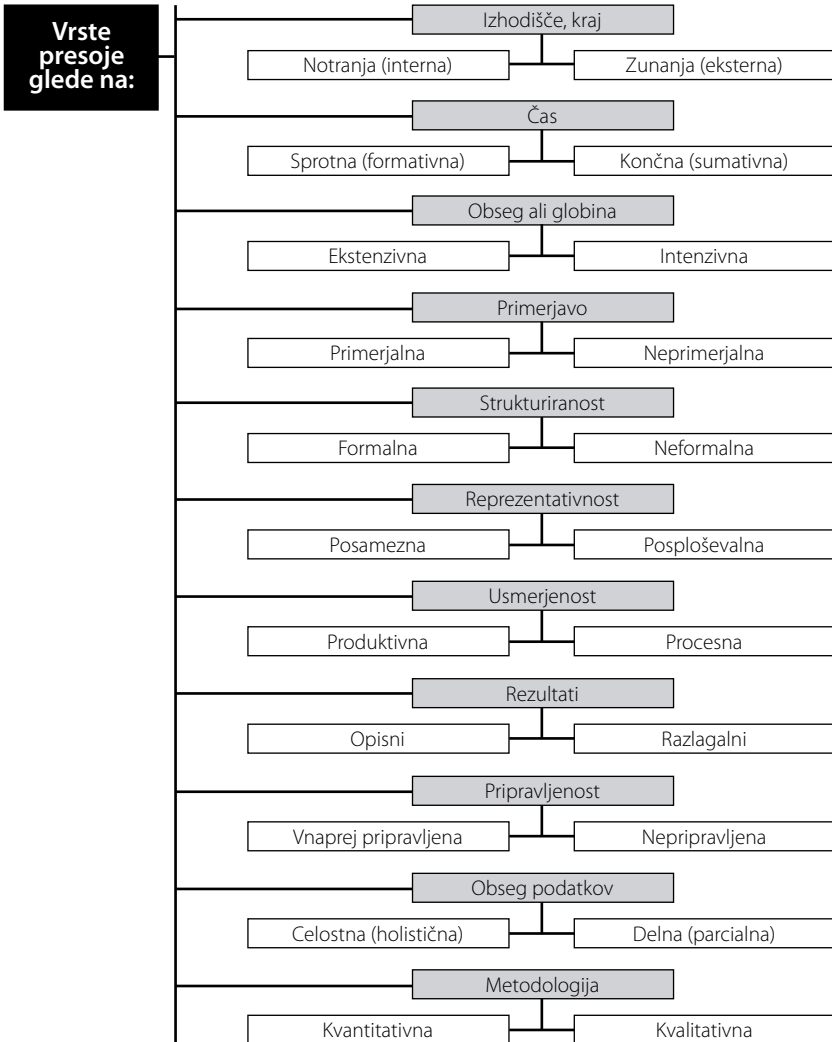 Vrste
presoje
glede na:
Izhodišče, kraj
Notranja (interna)
Zunanja (eksterna)
Čas
Sprotna (formativna)
Končna (sumativna)
Obseg ali globina
Ekstenzivna
Intenzivna
Primerjavo
Primerjalna
Neprimerjalna
Strukturiranost
Formalna
Neformalna
Reprezentativnost
Posamezna
Posploševalna
Usmerjenost
Produktivna
Procesna
Rezultati
Opisni
Razlagalni
Pripravljenost
Vnaprej pripravljena
Nepripravljena
Obseg podatkov
Celostna (holistična)
Delna (parcialna)
Metodologija
Kvantitativna
Kvalitativna